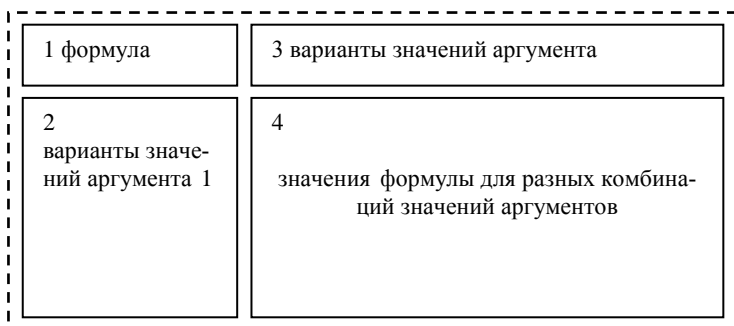 1 формула
3 варианты значений аргумента
2
варианты значе-
ний аргумента 1
4
значения формулы для разных комбина-
ций значений аргументов